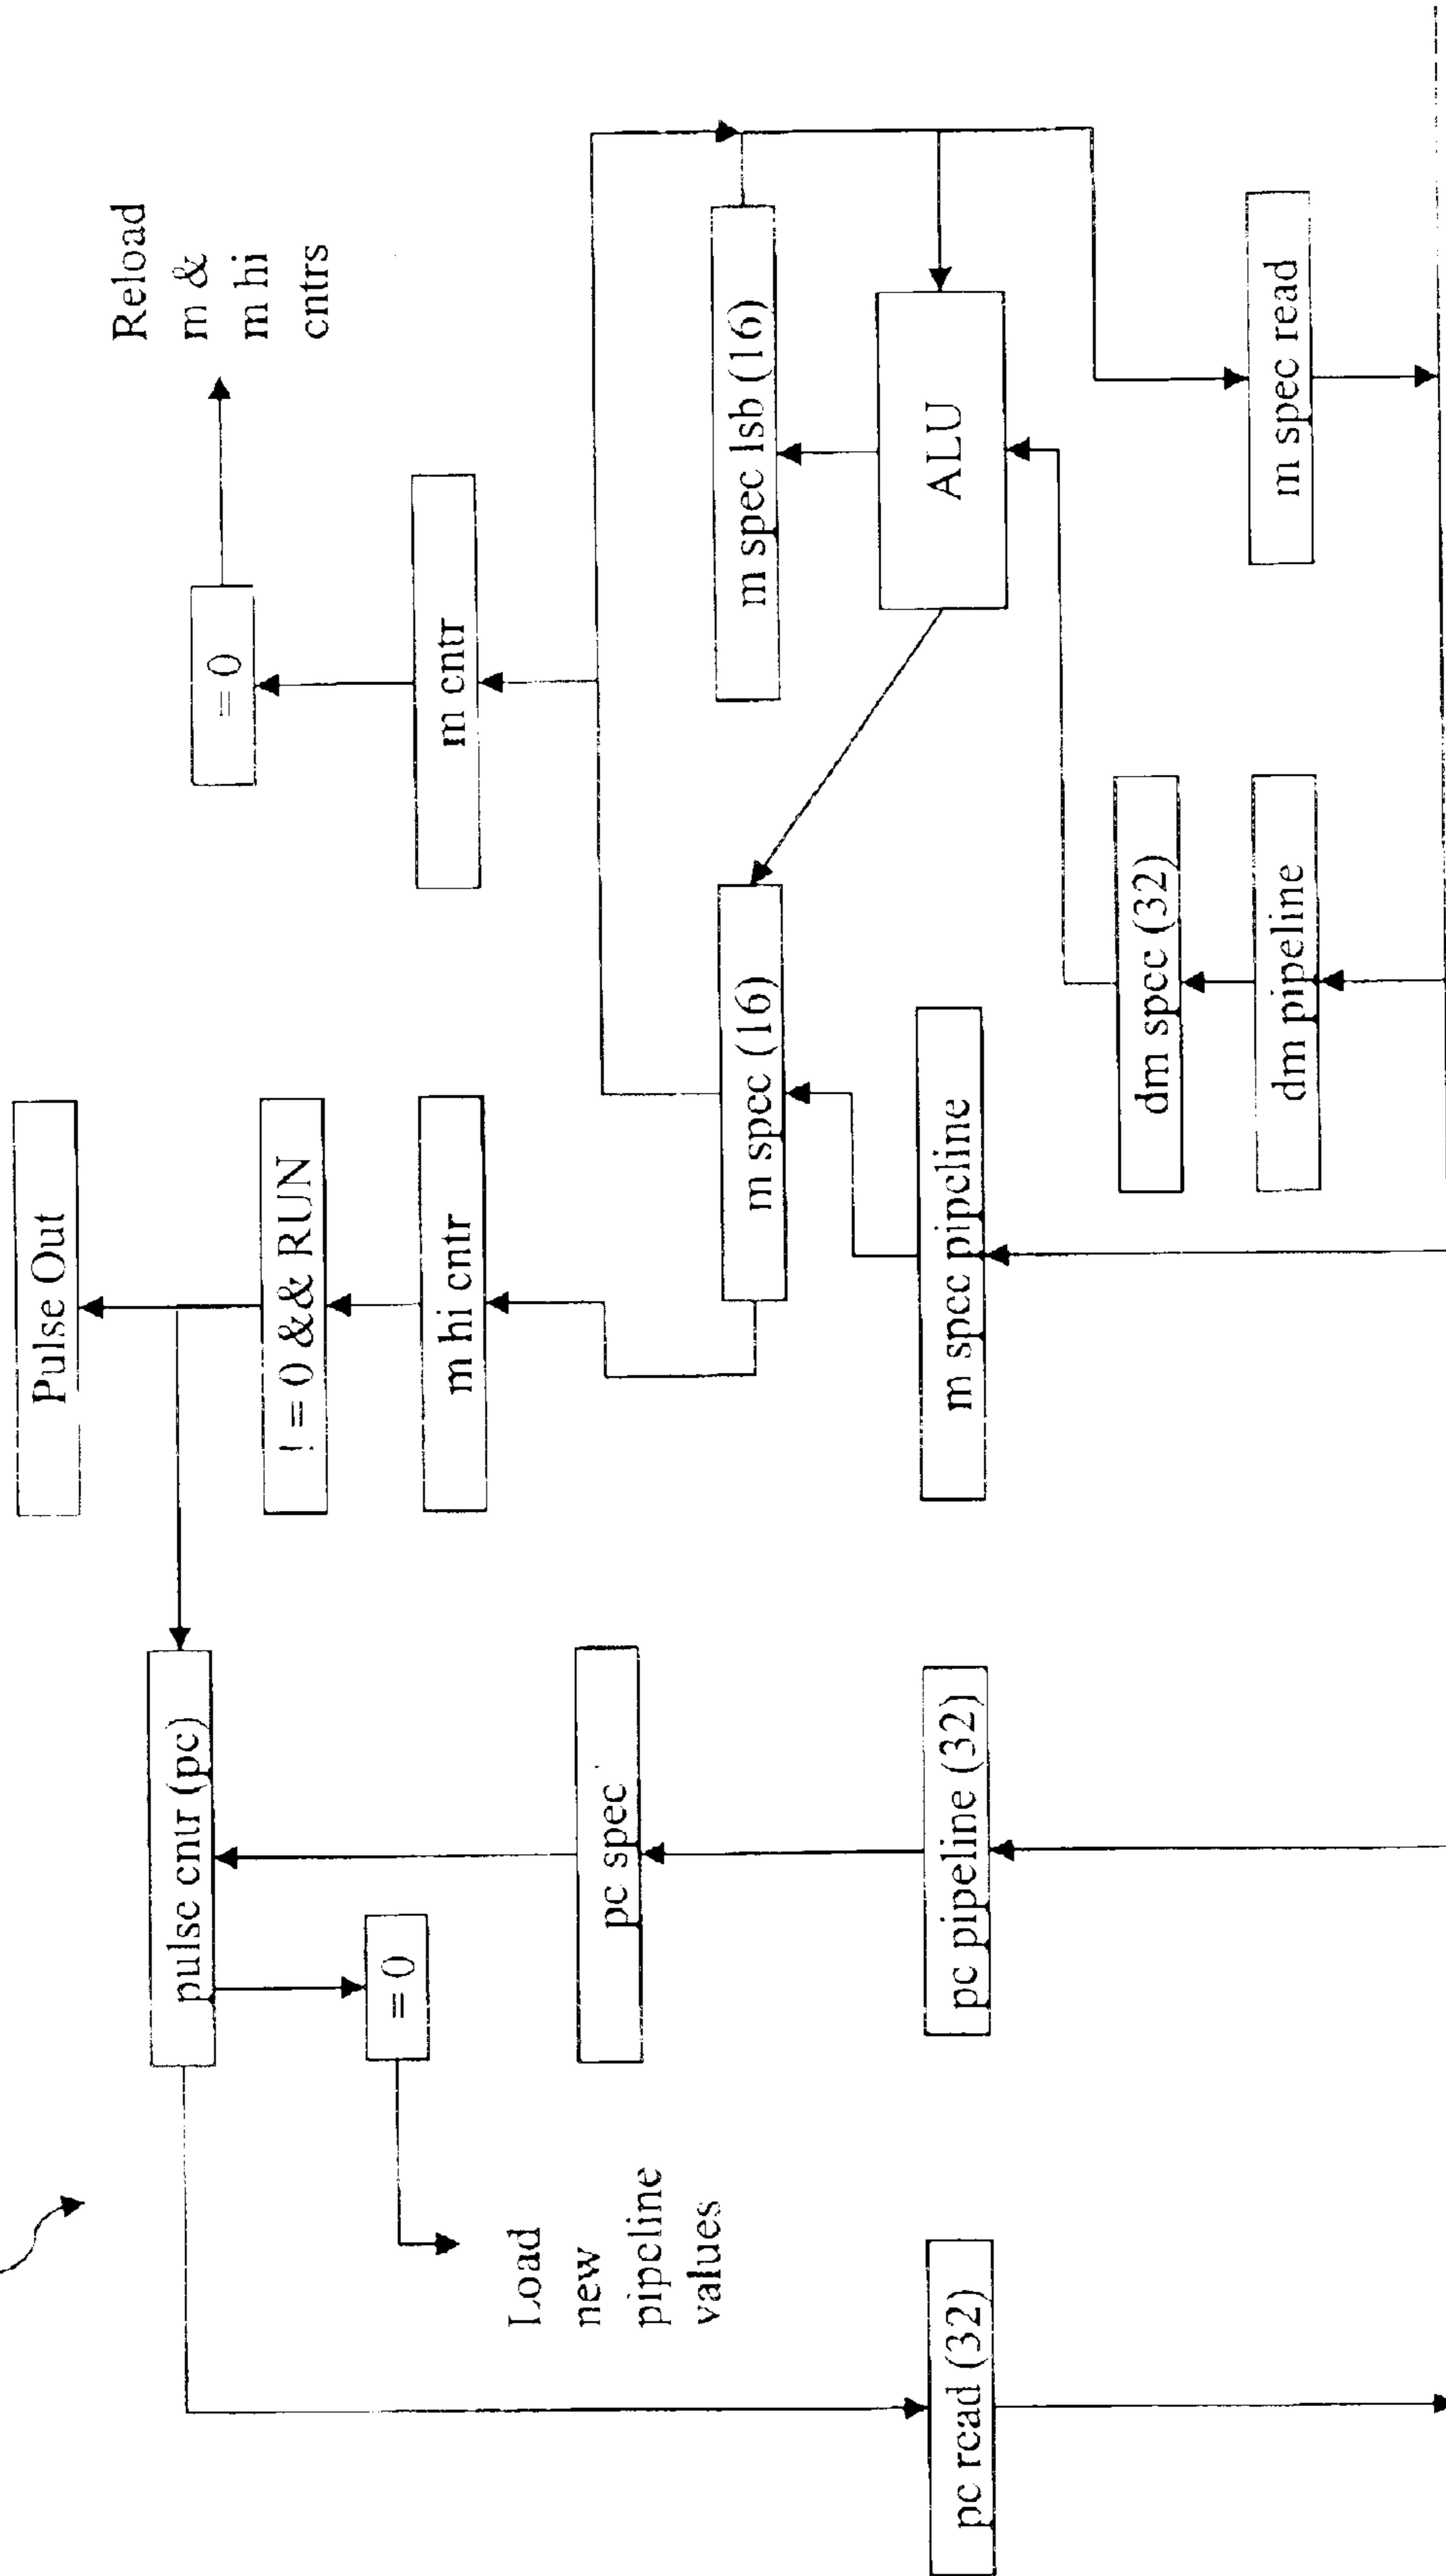 Pulse Out
pulse cntr (pc)
= 0
Reload
m &
m hi
cntrs
! = 0 && RUN
= 0
m hi cntr
m cntr
Load
new
pipeline
values
pc spec
m spec (16)
m spec lsb (16)
pc read (32)
pc pipeline (32)
m spec pipeline
ALU
dm spec (32)
dm pipeline
m spec read